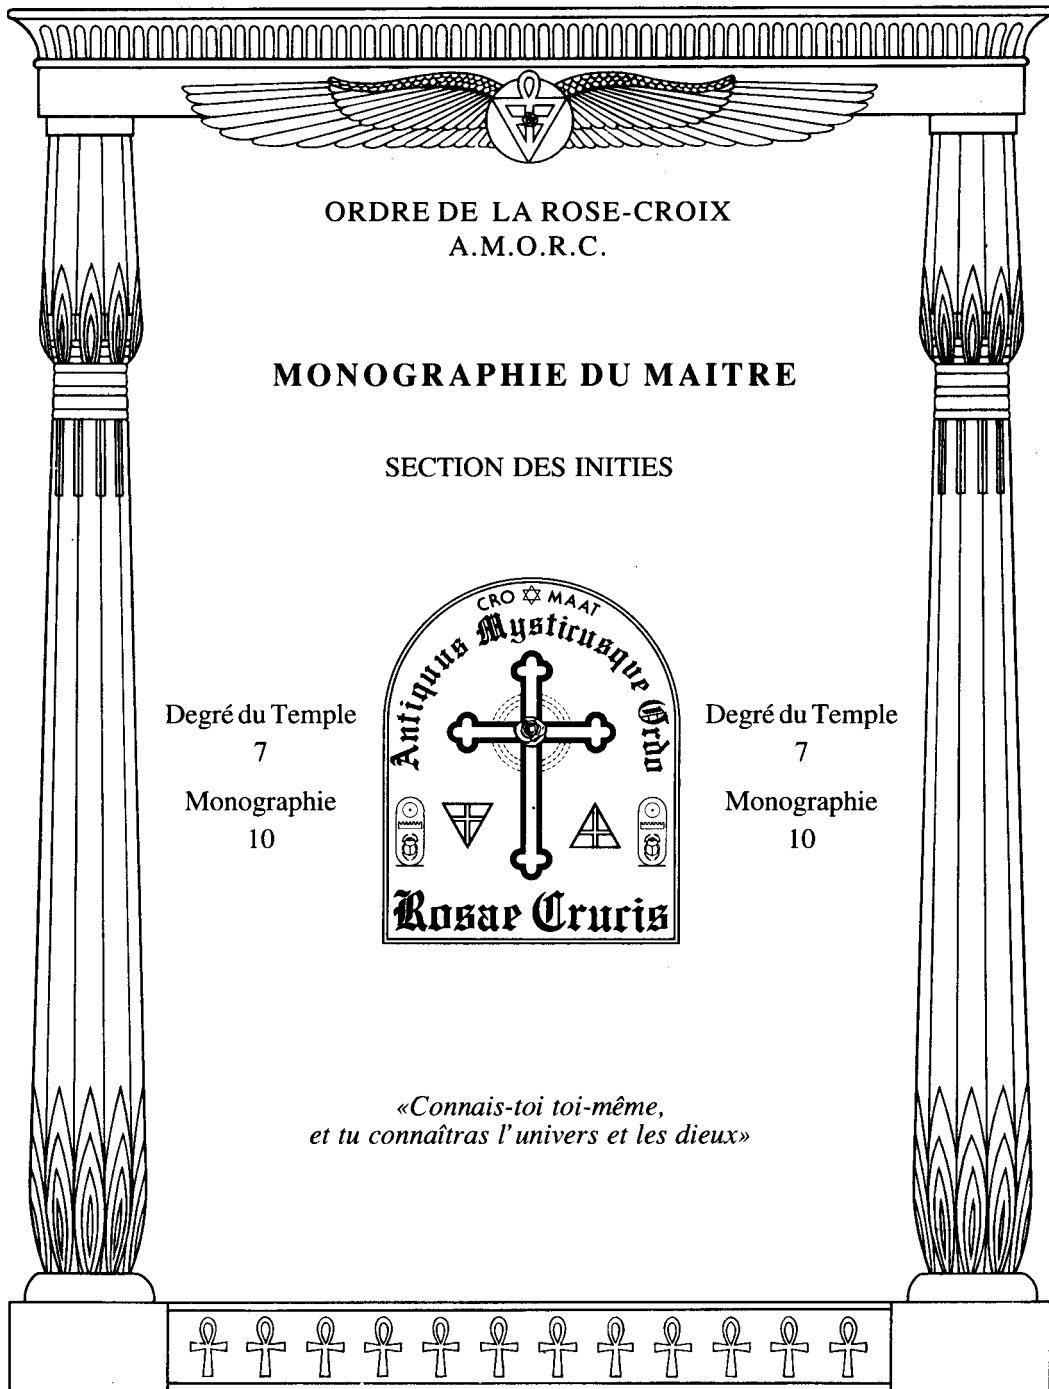 ORDRE DE LA ROSE-CROIX
A.M.O.R.C.
MONOGRAPHIE DU MAITRE
SECTION DES INITIES
CRO MAAT
Antiquus Mysticusque Ordo
Rosae Crucis
Degré du Temple
7
Monographie
10
Degré du Temple
7
Monographie
10
«Connais-toi toi-même,
et tu connaîtras l'univers et les dieux»